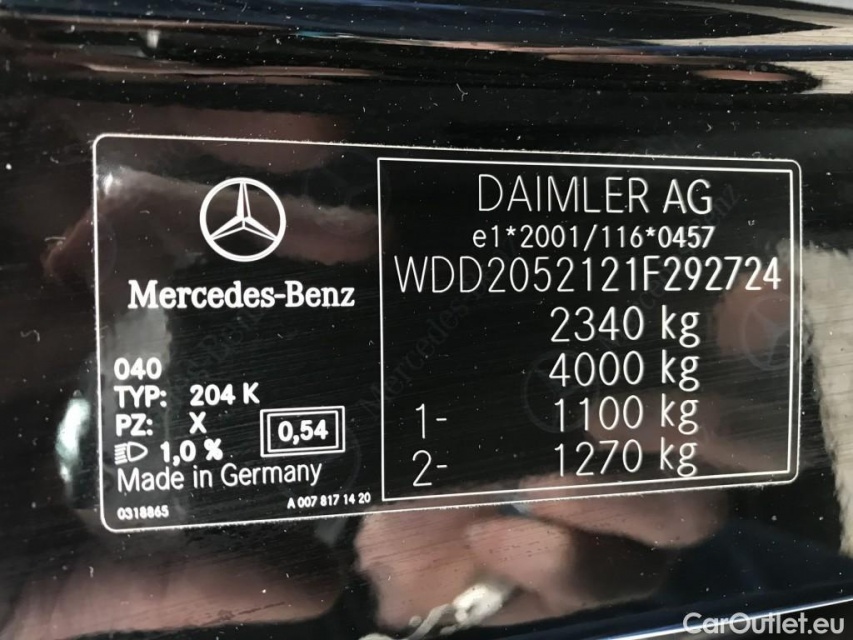 Mercedes-Benz
040
TYP: 204 K
PZ: X
1,0 %
0,54
Made in Germany
0318865
A 007 817 14 20
DAIMLER AG
e1*2001/116*0457
WDD2052121F292724
2340 kg
4000 kg
1- 1100 kg
2- 1270 kg
CarOutlet.eu